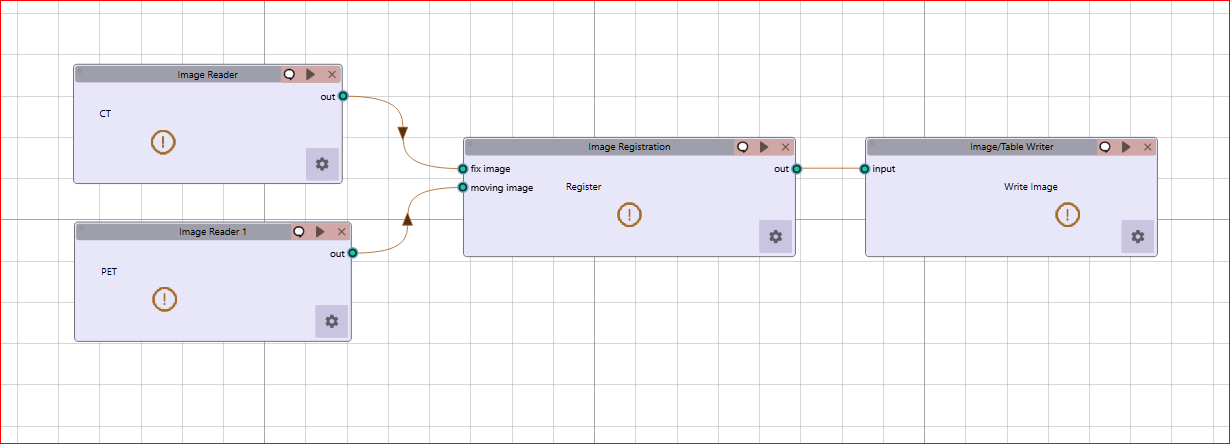 Image Reader
out
CT
Image Registration
fix image
out
moving image
Register
Image/Table Writer
input
Write Image
Image Reader 1
out
PET